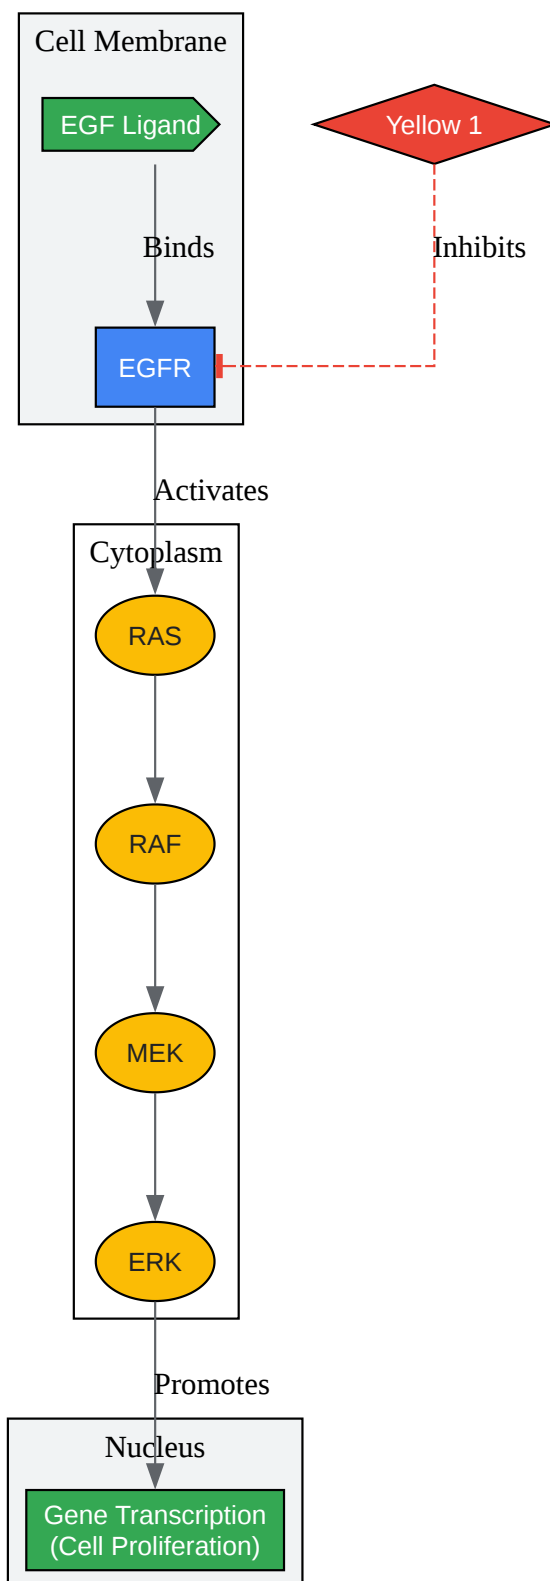 Cell Membrane
EGF Ligand
Yellow 1
Binds
Inhibits
EGFR
Activates
Cytoplasm
RAS
RAF
MEK
ERK
Promotes
Nucleus
Gene Transcription
(Cell Proliferation)